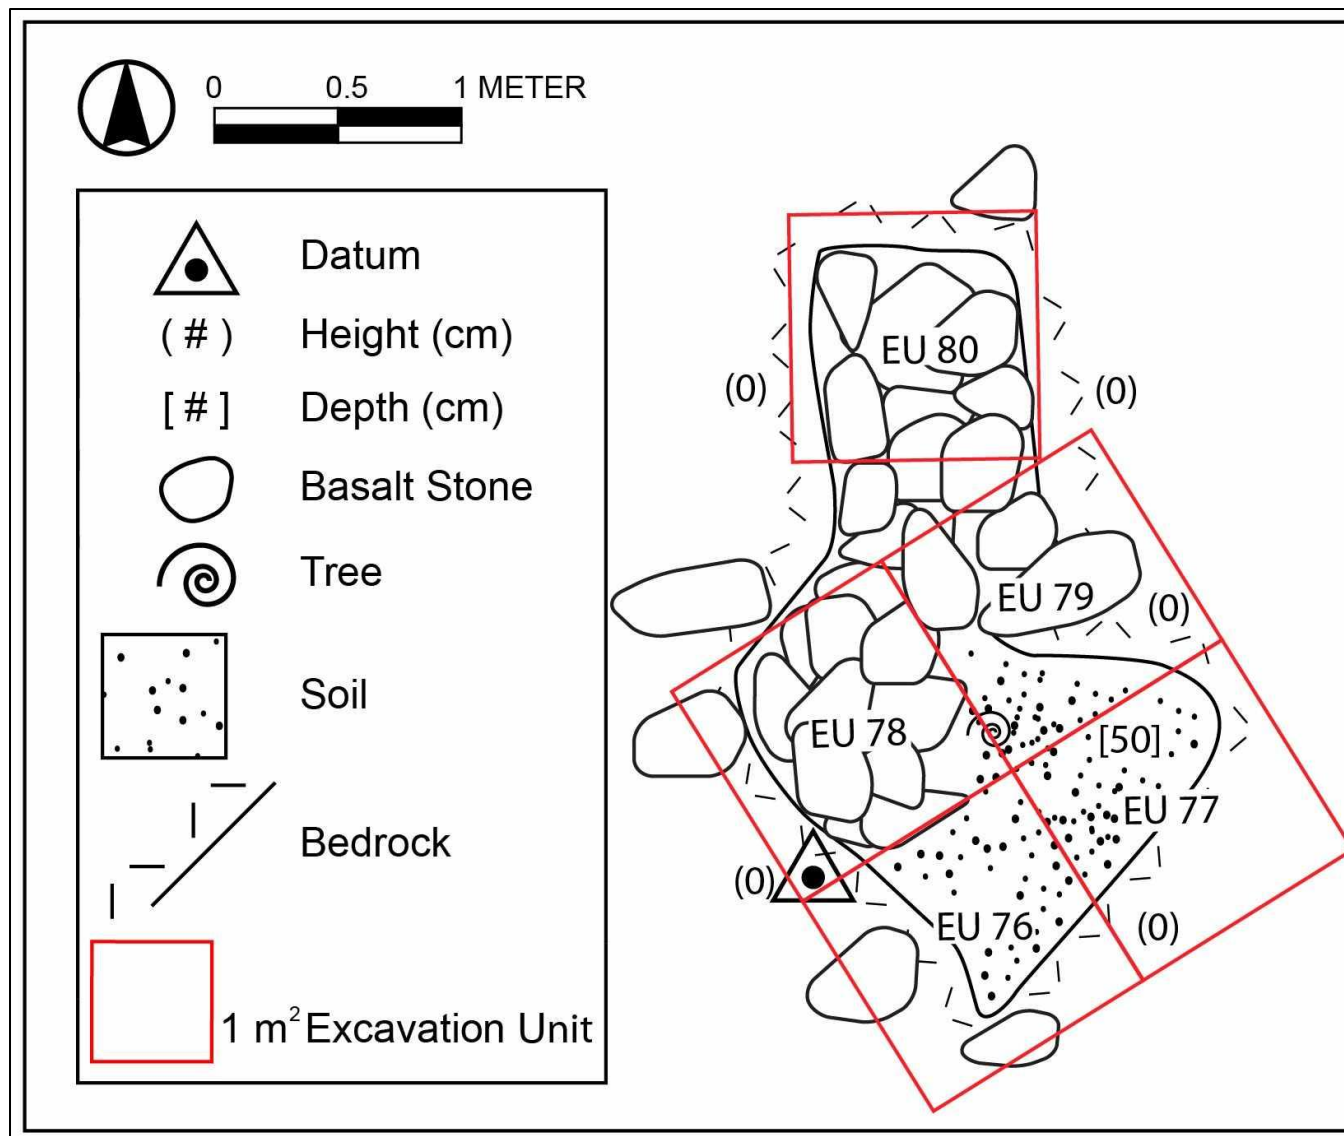 0 0.5 1 METER
Datum
( # ) Height (cm)
[ # ] Depth (cm)
Basalt Stone
Tree
Soil
Bedrock
1 m² Excavation Unit
EU 80
(0)
(0)
EU 79
(0)
EU 78
[50]
EU 77
(0)
EU 76
(0)